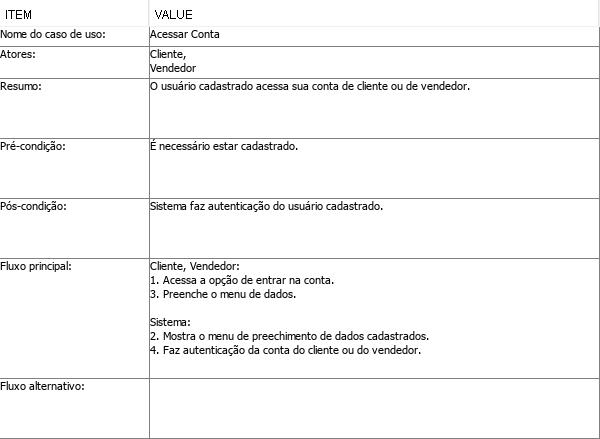 ITEM VALUE
Nome do caso de uso: Acessar Conta
Atores: Cliente,
Vendedor
Resumo: O usuário cadastrado acessa sua conta de cliente ou de vendedor.
Pré-condição: É necessário estar cadastrado.
Pós-condição: Sistema faz autenticação do usuário cadastrado.
Fluxo principal: Cliente, Vendedor:
1. Acessa a opção de entrar na conta.
3. Preenche o menu de dados.
Sistema:
2. Mostra o menu de preechimento de dados cadastrados.
4. Faz autenticação da conta do cliente ou do vendedor.
Fluxo alternativo: